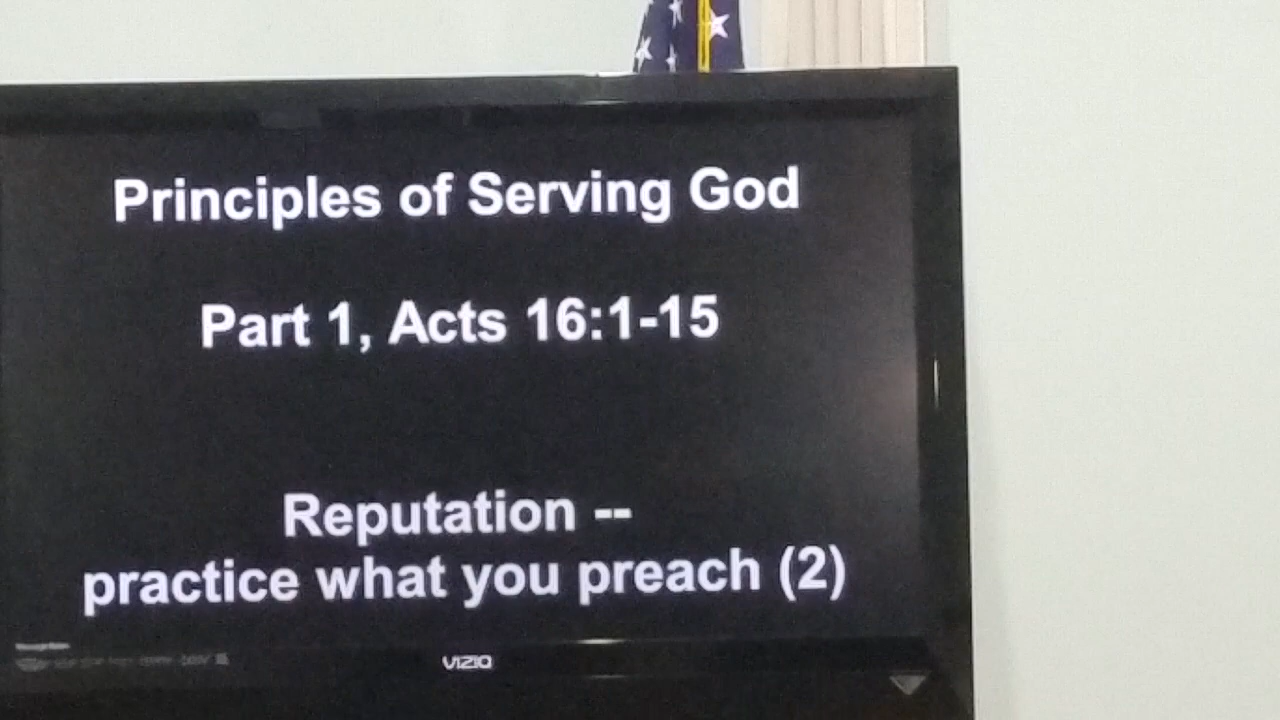 Principles of Serving God
Part 1, Acts 16:1-15
Reputation --
practice what you preach (2)
VIZIO